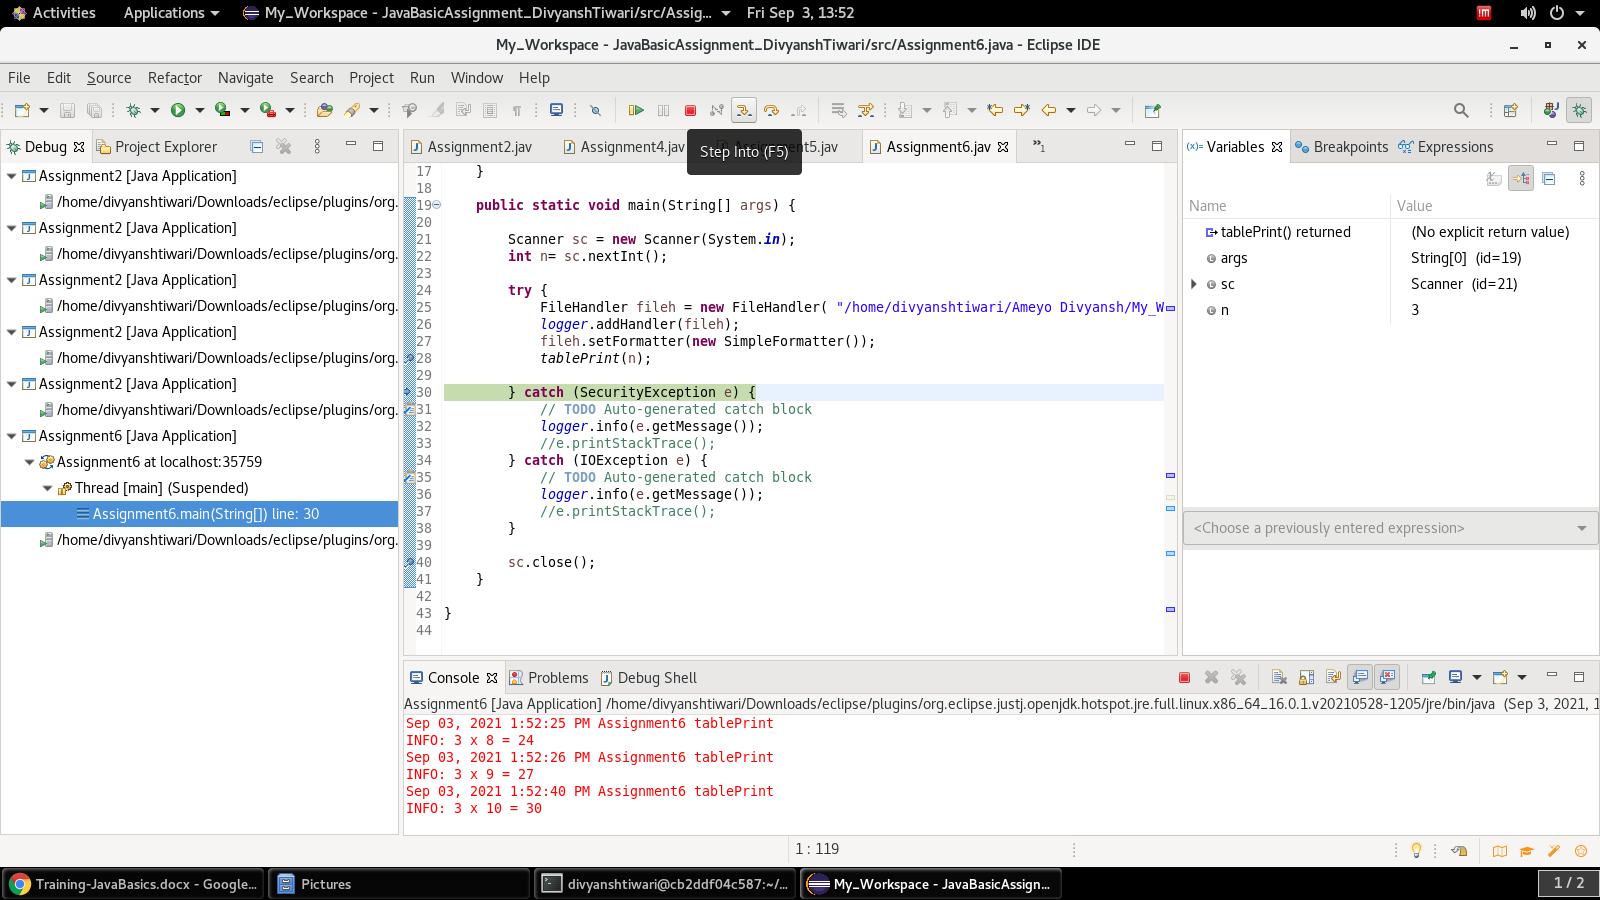 Activities Applications My_Workspace - JavaBasicAssignment_DivyanshTiwari/src/Assig... Fri Sep 3, 13:52
My_Workspace - JavaBasicAssignment_DivyanshTiwari/src/Assignment6.java - Eclipse IDE
File Edit Source Refactor Navigate Search Project Run Window Help
Debug Project Explorer
Assignment2 [Java Application]
/home/divyanshtiwari/Downloads/eclipse/plugins/org.
Assignment2 [Java Application]
/home/divyanshtiwari/Downloads/eclipse/plugins/org.
Assignment2 [Java Application]
/home/divyanshtiwari/Downloads/eclipse/plugins/org.
Assignment2 [Java Application]
/home/divyanshtiwari/Downloads/eclipse/plugins/org.
Assignment2 [Java Application]
/home/divyanshtiwari/Downloads/eclipse/plugins/org.
Assignment6 [Java Application]
Assignment6 at localhost:35759
Thread [main] (Suspended)
Assignment6.main(String[]) line: 30
/home/divyanshtiwari/Downloads/eclipse/plugins/org.
Assignment2.jav Assignment4.jav 5.jav Assignment6.jav »1
Step Into (F5)
17 }
18
19 public static void main(String[] args) {
20
21 Scanner sc = new Scanner(System.in);
22 int n= sc.nextInt();
23
24 try {
25 FileHandler fileh = new FileHandler( "/home/divyanshtiwari/Ameyo Divyansh/My_W
26 logger.addHandler(fileh);
27 fileh.setFormatter(new SimpleFormatter());
28 tablePrint(n);
29
30 } catch (SecurityException e) {
31 // TODO Auto-generated catch block
32 logger.info(e.getMessage());
33 //e.printStackTrace();
34 } catch (IOException e) {
35 // TODO Auto-generated catch block
36 logger.info(e.getMessage());
37 //e.printStackTrace();
38 }
39
40 sc.close();
41 }
42
43 }
44
(x)= Variables Breakpoints Expressions
Name Value
tablePrint() returned (No explicit return value)
args String[0] (id=19)
sc Scanner (id=21)
n 3
<Choose a previously entered expression>
Console Problems Debug Shell
Assignment6 [Java Application] /home/divyanshtiwari/Downloads/eclipse/plugins/org.eclipse.justj.openjdk.hotspot.jre.full.linux.x86_64_16.0.1.v20210528-1205/jre/bin/java (Sep 3, 2021, 1
Sep 03, 2021 1:52:25 PM Assignment6 tablePrint
INFO: 3 x 8 = 24
Sep 03, 2021 1:52:26 PM Assignment6 tablePrint
INFO: 3 x 9 = 27
Sep 03, 2021 1:52:40 PM Assignment6 tablePrint
INFO: 3 x 10 = 30
1 : 119
Training-JavaBasics.docx - Google... Pictures divyanshtiwari@cb2ddf04c587:~/... My_Workspace - JavaBasicAssign... 1 / 2